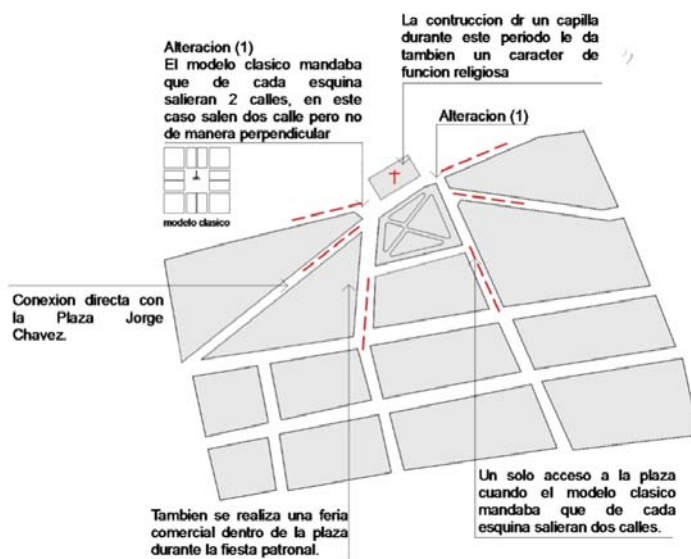 Alteracion (1)
El modelo clasico mandaba
que de cada esquina
salieran 2 calles, en este
caso salen dos calle pero no
de manera perpendicular
modelo clasico
La contruccion dr un capilla
durante este periodo le da
tambien un caracter de
funcion religiosa
Alteracion (1)
Conexion directa con
la Plaza Jorge
Chavez.
Tambien se realiza una feria
comercial dentro de la plaza
durante la fiesta patronal.
Un solo acceso a la plaza
cuando el modelo clasico
mandaba que de cada
esquina salieran dos calles.